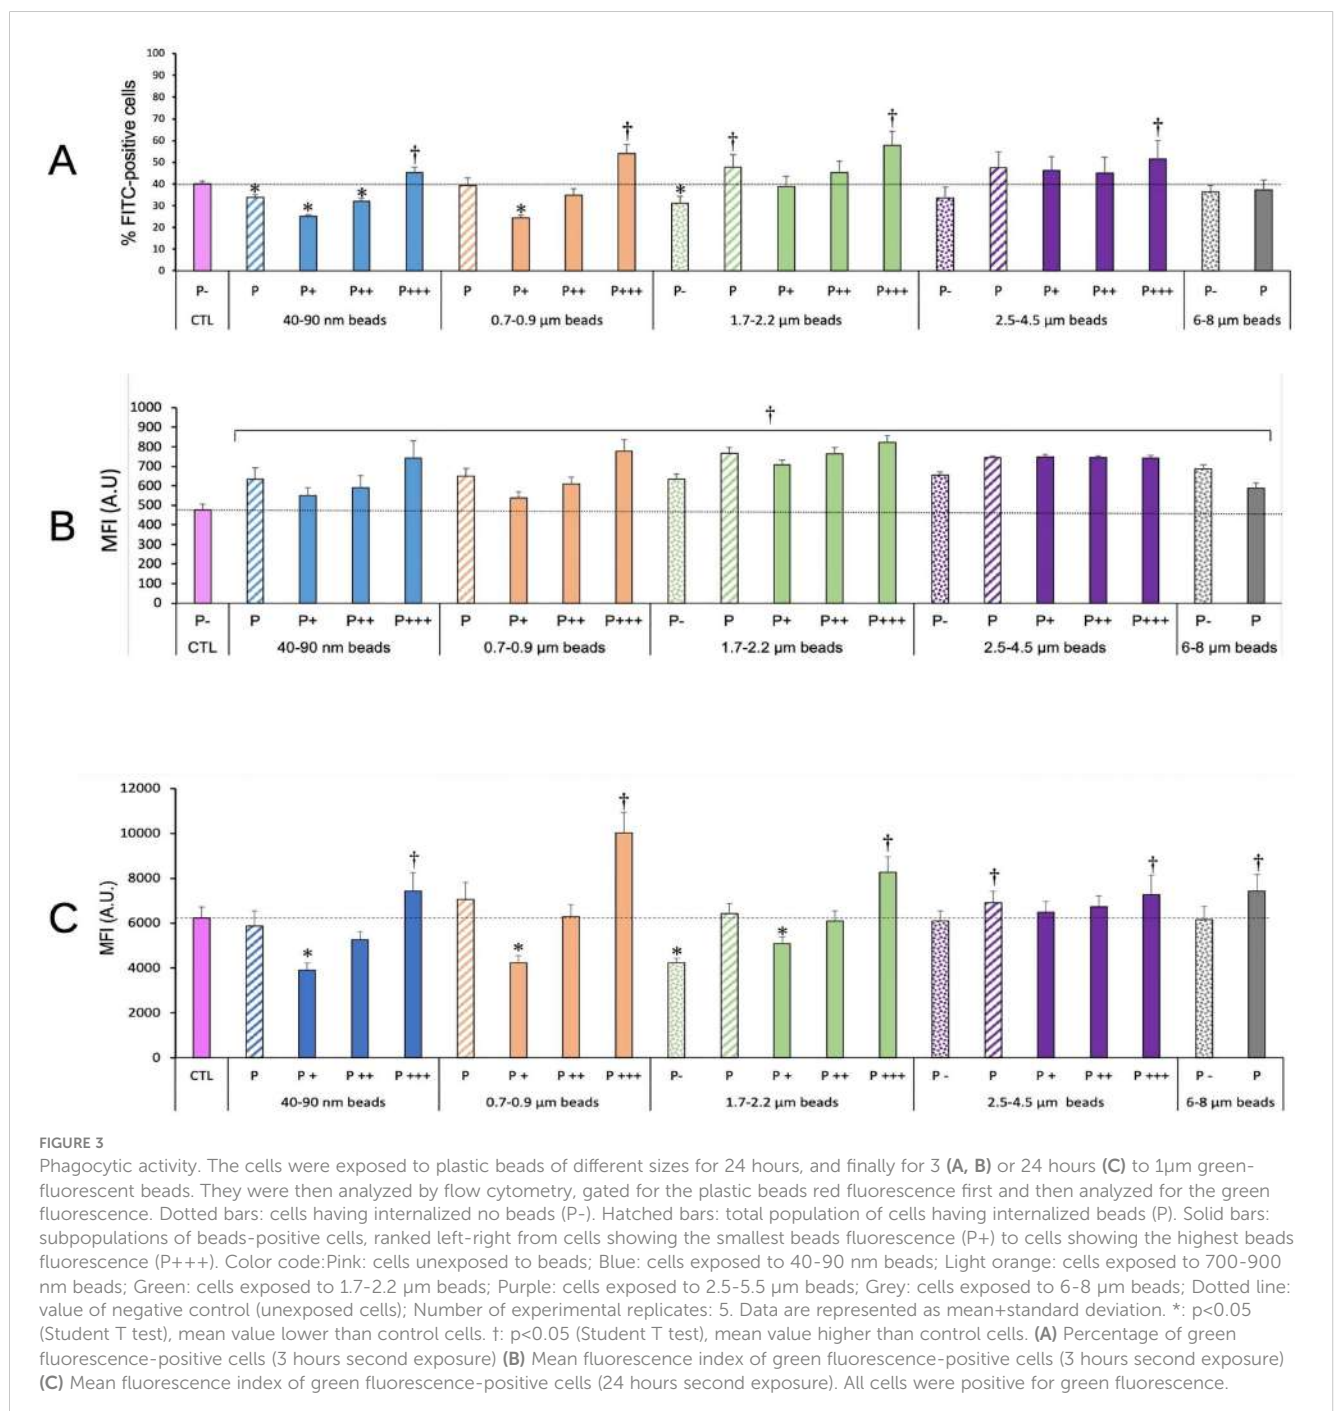 A
% FITC-positive cells
100
90
80
70
60
50
40
30
20
10
0
* * * † * † * † † †
P- P P+ P++ P+++ P P+ P++ P+++ P- P P+ P++ P+++ P- P P+ P++ P+++ P- P
CTL 40-90 nm beads 0.7-0.9 µm beads 1.7-2.2 µm beads 2.5-4.5 µm beads 6-8 µm beads
B
MFI (A.U)
1000
900
800
700
600
500
400
300
200
100
0
†
P- P P+ P++ P+++ P P+ P++ P+++ P- P P+ P++ P+++ P- P P+ P++ P+++ P- P
CTL 40-90 nm beads 0.7-0.9 µm beads 1.7-2.2 µm beads 2.5-4.5 µm beads 6-8 µm beads
C
MFI (A.U.)
12000
10000
8000
6000
4000
2000
0
* † * † * * † † † †
CTL P P + P ++ P +++ P P + P ++ P +++ P- P P + P ++ P +++ P - P P + P ++ P +++ P - P
40-90 nm beads 0.7-0.9 µm beads 1.7-2.2 µm beads 2.5-4.5 µm beads 6-8 µm beads
FIGURE 3
Phagocytic activity. The cells were exposed to plastic beads of different sizes for 24 hours, and finally for 3 (A, B) or 24 hours (C) to 1µm green-
fluorescent beads. They were then analyzed by flow cytometry, gated for the plastic beads red fluorescence first and then analyzed for the green
fluorescence. Dotted bars: cells having internalized no beads (P-). Hatched bars: total population of cells having internalized beads (P). Solid bars:
subpopulations of beads-positive cells, ranked left-right from cells showing the smallest beads fluorescence (P+) to cells showing the highest beads
fluorescence (P+++). Color code:Pink: cells unexposed to beads; Blue: cells exposed to 40-90 nm beads; Light orange: cells exposed to 700-900
nm beads; Green: cells exposed to 1.7-2.2 µm beads; Purple: cells exposed to 2.5-5.5 µm beads; Grey: cells exposed to 6-8 µm beads; Dotted line:
value of negative control (unexposed cells); Number of experimental replicates: 5. Data are represented as mean+standard deviation. *: p<0.05
(Student T test), mean value lower than control cells. †: p<0.05 (Student T test), mean value higher than control cells. (A) Percentage of green
fluorescence-positive cells (3 hours second exposure) (B) Mean fluorescence index of green fluorescence-positive cells (3 hours second exposure)
(C) Mean fluorescence index of green fluorescence-positive cells (24 hours second exposure). All cells were positive for green fluorescence.